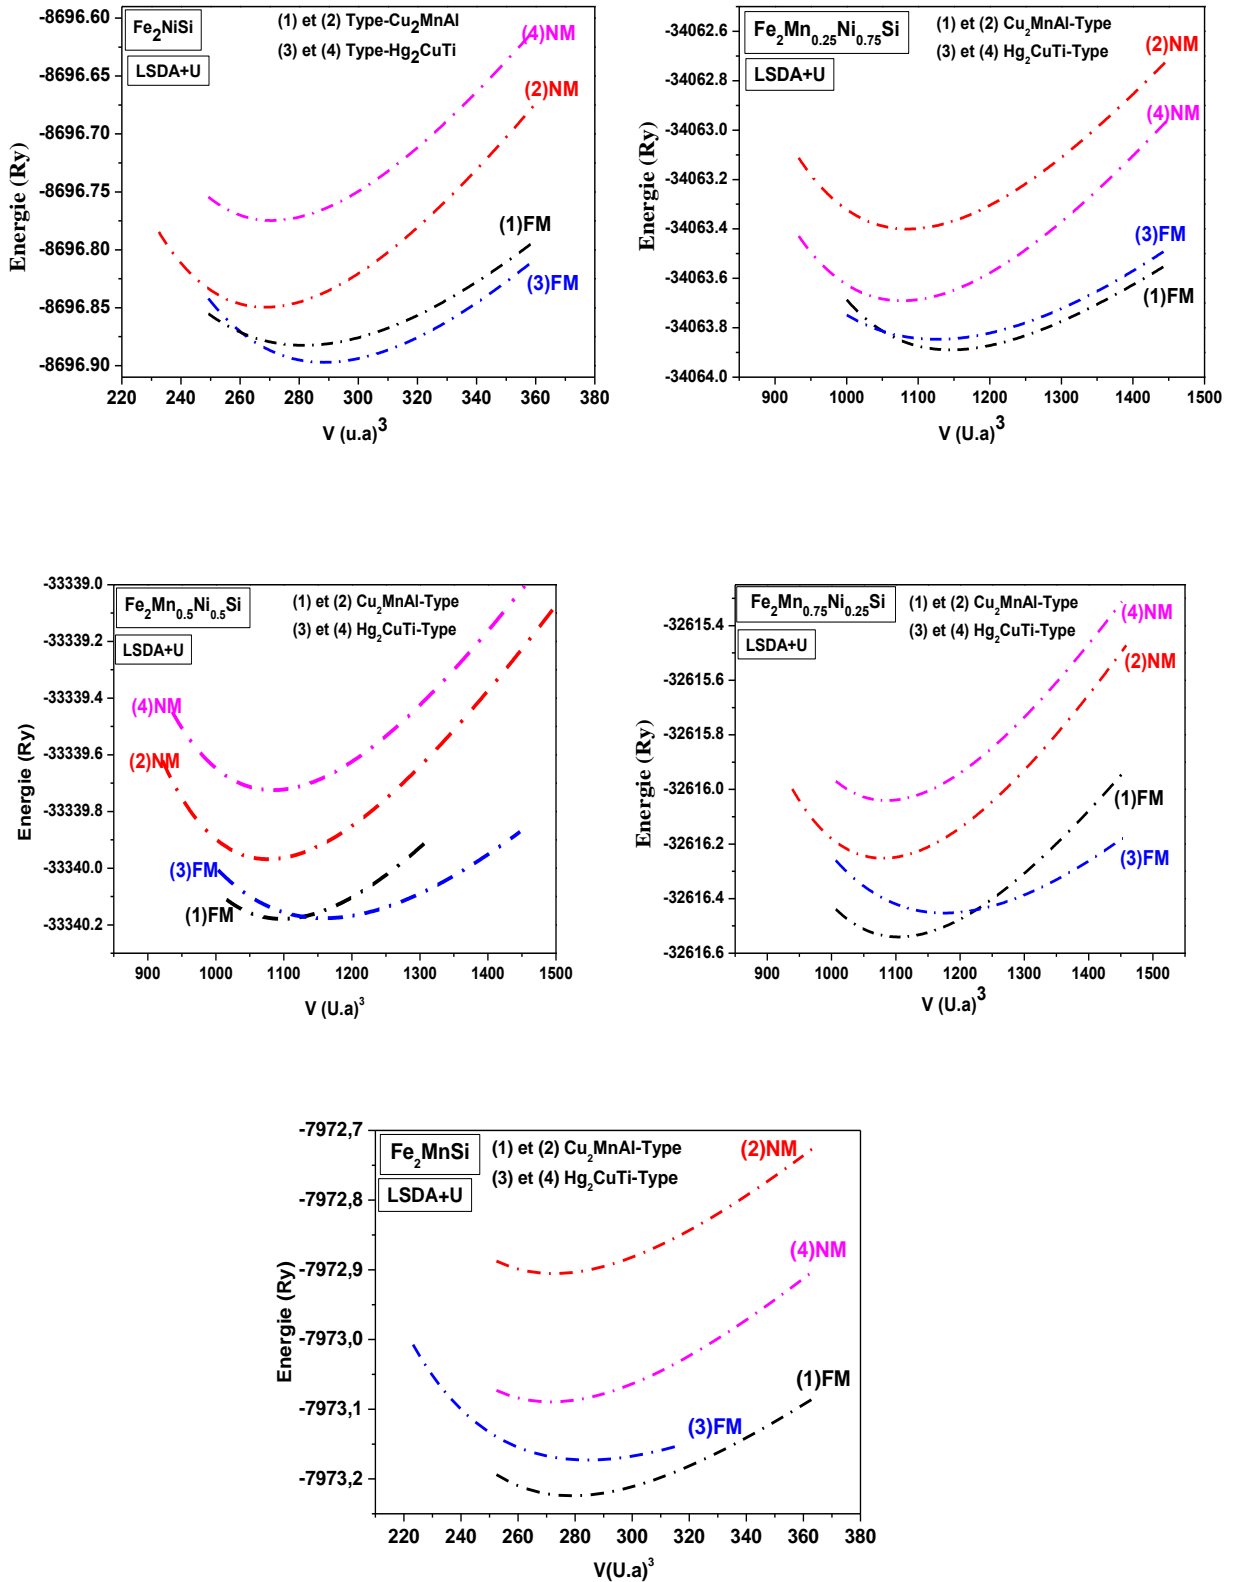 Fe2NiSi
LSDA+U
(1) et (2) Type-Cu2MnAl
(3) et (4) Type-Hg2CuTi
(4)NM
(2)NM
(1)FM
(3)FM
-8696.60
-8696.65
-8696.70
-8696.75
-8696.80
-8696.85
-8696.90
Energie (Ry)
220 240 260 280 300 320 340 360 380
V (u.a)3
Fe2Mn0.25Ni0.75Si
LSDA+U
(1) et (2) Cu2MnAl-Type
(3) et (4) Hg2CuTi-Type
(2)NM
(4)NM
(3)FM
(1)FM
-34062.6
-34062.8
-34063.0
-34063.2
-34063.4
-34063.6
-34063.8
-34064.0
Energie (Ry)
900 1000 1100 1200 1300 1400 1500
V (U.a)3
Fe2Mn0.5Ni0.5Si
LSDA+U
(1) et (2) Cu2MnAl-Type
(3) et (4) Hg2CuTi-Type
(4)NM
(2)NM
(3)FM
(1)FM
-33339.0
-33339.2
-33339.4
-33339.6
-33339.8
-33340.0
-33340.2
Energie (Ry)
900 1000 1100 1200 1300 1400 1500
V (U.a)3
Fe2Mn0.75Ni0.25Si
LSDA+U
(1) et (2) Cu2MnAl-Type
(3) et (4) Hg2CuTi-Type
(4)NM
(2)NM
(1)FM
(3)FM
-32615.4
-32615.6
-32615.8
-32616.0
-32616.2
-32616.4
-32616.6
Energie (Ry)
900 1000 1100 1200 1300 1400 1500
V (U.a)3
Fe2MnSi
LSDA+U
(1) et (2) Cu2MnAl-Type
(3) et (4) Hg2CuTi-Type
(2)NM
(4)NM
(1)FM
(3)FM
-7972,7
-7972,8
-7972,9
-7973,0
-7973,1
-7973,2
Energie (Ry)
220 240 260 280 300 320 340 360 380
V(U.a)3